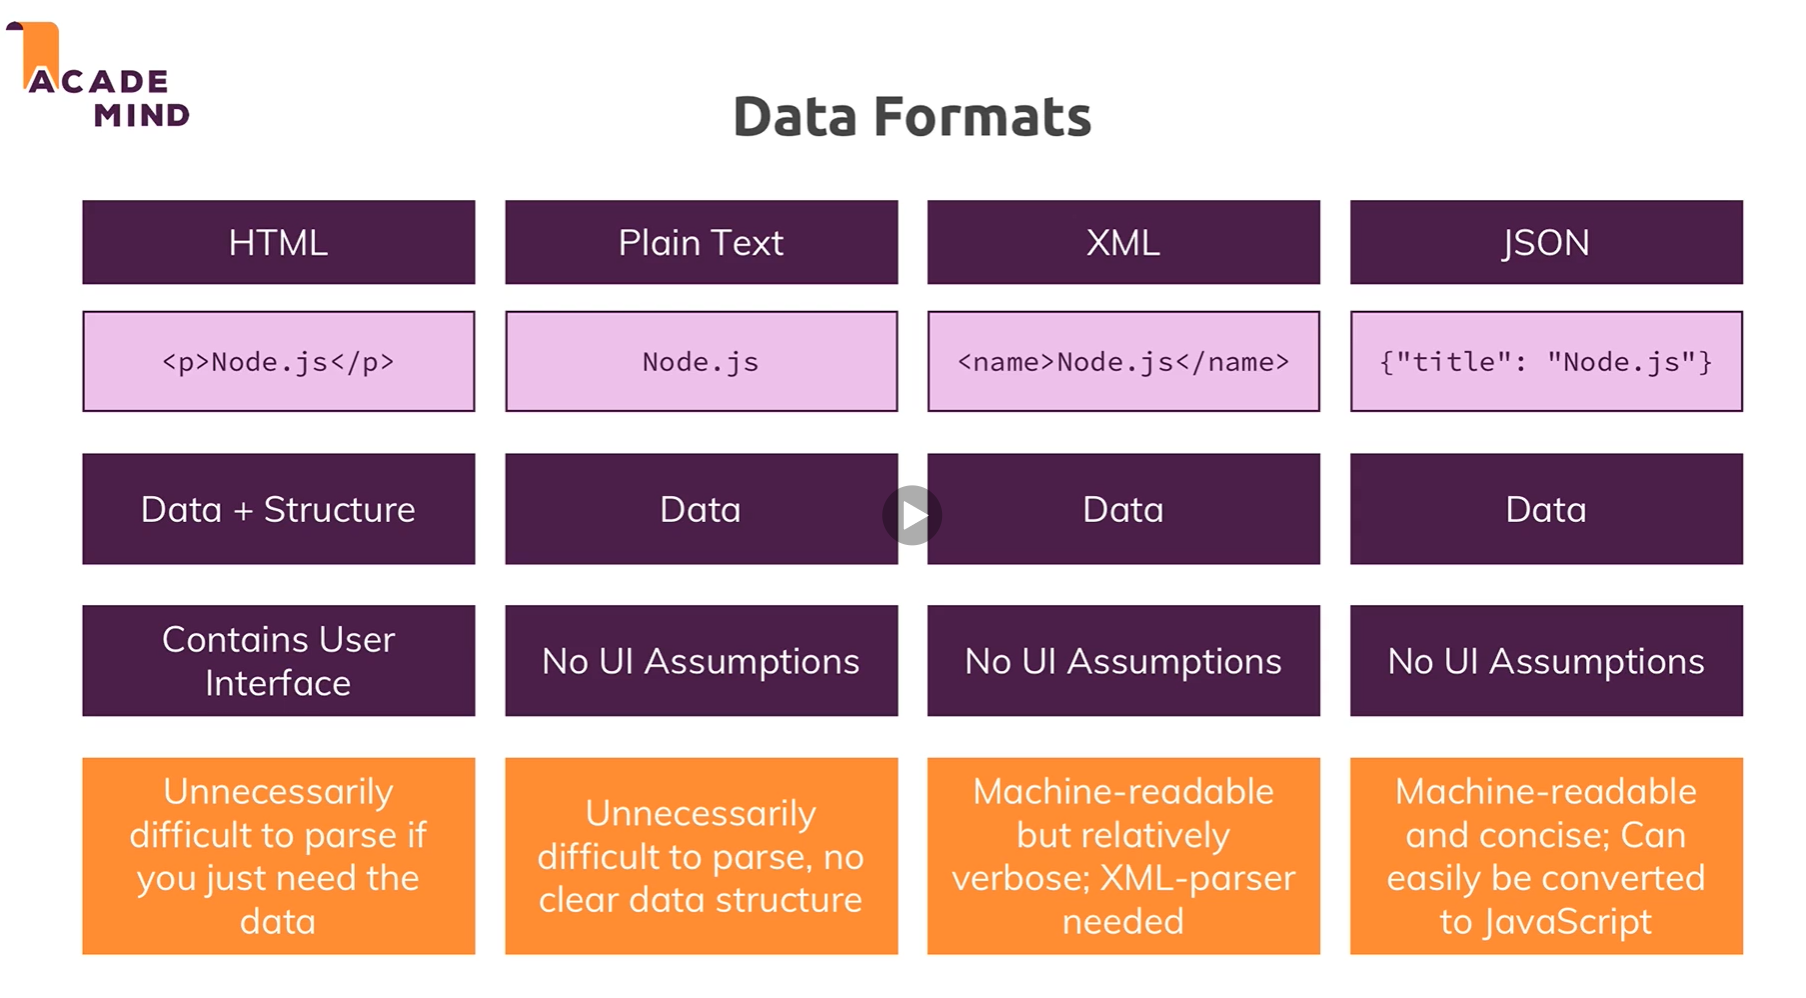 ACADE
MIND
Data Formats
HTML
Plain Text
XML
JSON
<p>Node.js</p>
Node.js
<name>Node.js</name>
{"title": "Node.js"}
Data + Structure
Data
Data
Data
Contains User
Interface
No UI Assumptions
No UI Assumptions
No UI Assumptions
Unnecessarily
difficult to parse if
you just need the
data
Unnecessarily
difficult to parse, no
clear data structure
Machine-readable
but relatively
verbose; XML-parser
needed
Machine-readable
and concise; Can
easily be converted
to JavaScript